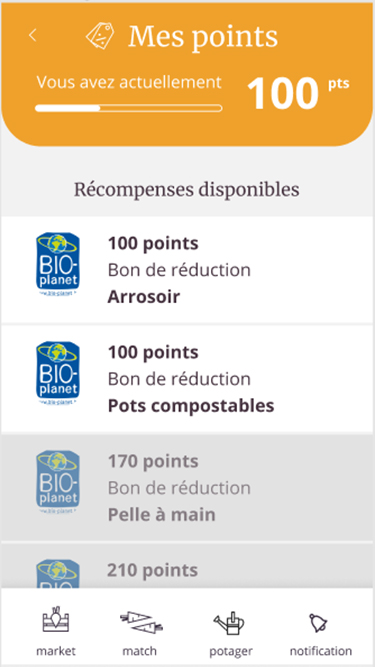 Mes points
Vous avez actuellement
100 pts
Récompenses disponibles
BIO-
planet
100 points
Bon de réduction
Arrosoir
BIO-
planet
100 points
Bon de réduction
Pots compostables
BIO-
planet
170 points
Bon de réduction
Pelle à main
BIO-
210 points
market
match
potager
notification